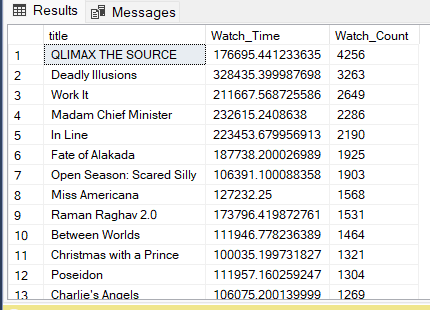 Results Messages
title Watch_Time Watch_Count
1 QLIMAX THE SOURCE 176695.441233635 4256
2 Deadly Illusions 328435.399987698 3263
3 Work It 211667.568725586 2649
4 Madam Chief Minister 232615.2408638 2286
5 In Line 223453.679956913 2190
6 Fate of Alakada 187738.200026989 1925
7 Open Season: Scared Silly 106391.100088358 1903
8 Miss Americana 127232.25 1568
9 Raman Raghav 2.0 173796.419872761 1531
10 Between Worlds 111946.778236389 1464
11 Christmas with a Prince 100035.199731827 1321
12 Poseidon 111957.160259247 1304
13 Charlie's Angels 106075.200139999 1269